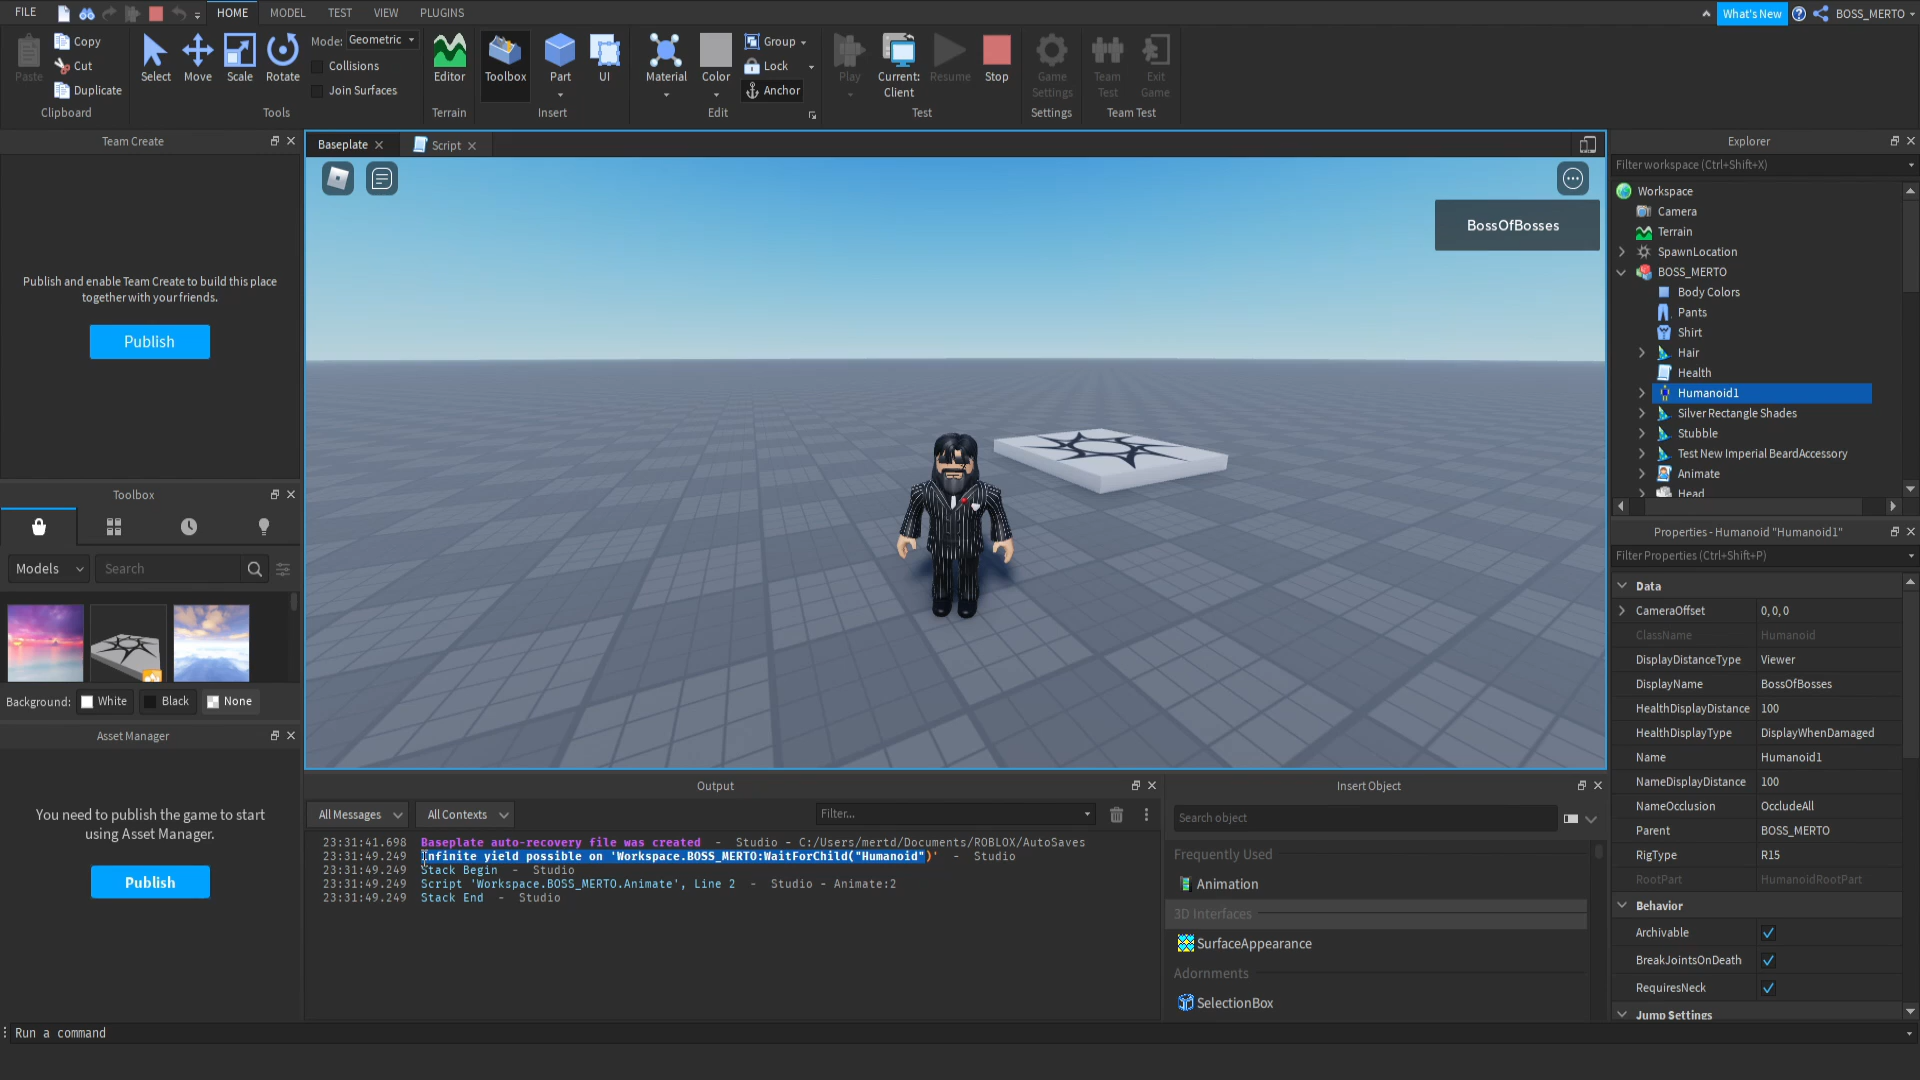 FILE
HOME
MODEL
TEST
VIEW
PLUGINS
What's New
BOSS_MERTO
Paste
Copy
Cut
Duplicate
Clipboard
Select
Move
Scale
Rotate
Mode:
Geometric
Collisions
Join Surfaces
Tools
Editor
Terrain
Toolbox
Part
UI
Insert
Material
Color
Group
Lock
Anchor
Edit
Play
Current:
Client
Resume
Stop
Test
Game
Settings
Settings
Team
Test
Exit
Game
Team Test
Team Create
Publish and enable Team Create to build this place
together with your friends.
Publish
Toolbox
Models
Search
Background:
White
Black
None
Asset Manager
You need to publish the game to start
using Asset Manager.
Publish
Baseplate
Script
BossOfBosses
Output
All Messages
All Contexts
Filter...
23:31:41.698 Baseplate auto-recovery file was created - Studio - C:/Users/mertd/Documents/ROBLOX/AutoSaves
23:31:49.249 Infinite yield possible on 'Workspace.BOSS_MERTO:WaitForChild("Humanoid")' - Studio
23:31:49.249 Stack Begin - Studio
23:31:49.249 Script 'Workspace.BOSS_MERTO.Animate', Line 2 - Studio - Animate:2
23:31:49.249 Stack End - Studio
Insert Object
Search object
Frequently Used
Animation
3D Interfaces
SurfaceAppearance
Adornments
SelectionBox
Explorer
Filter workspace (Ctrl+Shift+X)
Workspace
Camera
Terrain
SpawnLocation
BOSS_MERTO
Body Colors
Pants
Shirt
Hair
Health
Humanoid1
Silver Rectangle Shades
Stubble
Test New Imperial BeardAccessory
Animate
Head
Properties - Humanoid "Humanoid1"
Filter Properties (Ctrl+Shift+P)
Data
CameraOffset 0, 0, 0
ClassName Humanoid
DisplayDistanceType Viewer
DisplayName BossOfBosses
HealthDisplayDistance 100
HealthDisplayType DisplayWhenDamaged
Name Humanoid1
NameDisplayDistance 100
NameOcclusion OccludeAll
Parent BOSS_MERTO
RigType R15
RootPart HumanoidRootPart
Behavior
Archivable
BreakJointsOnDeath
RequiresNeck
Jump Settings
Run a command